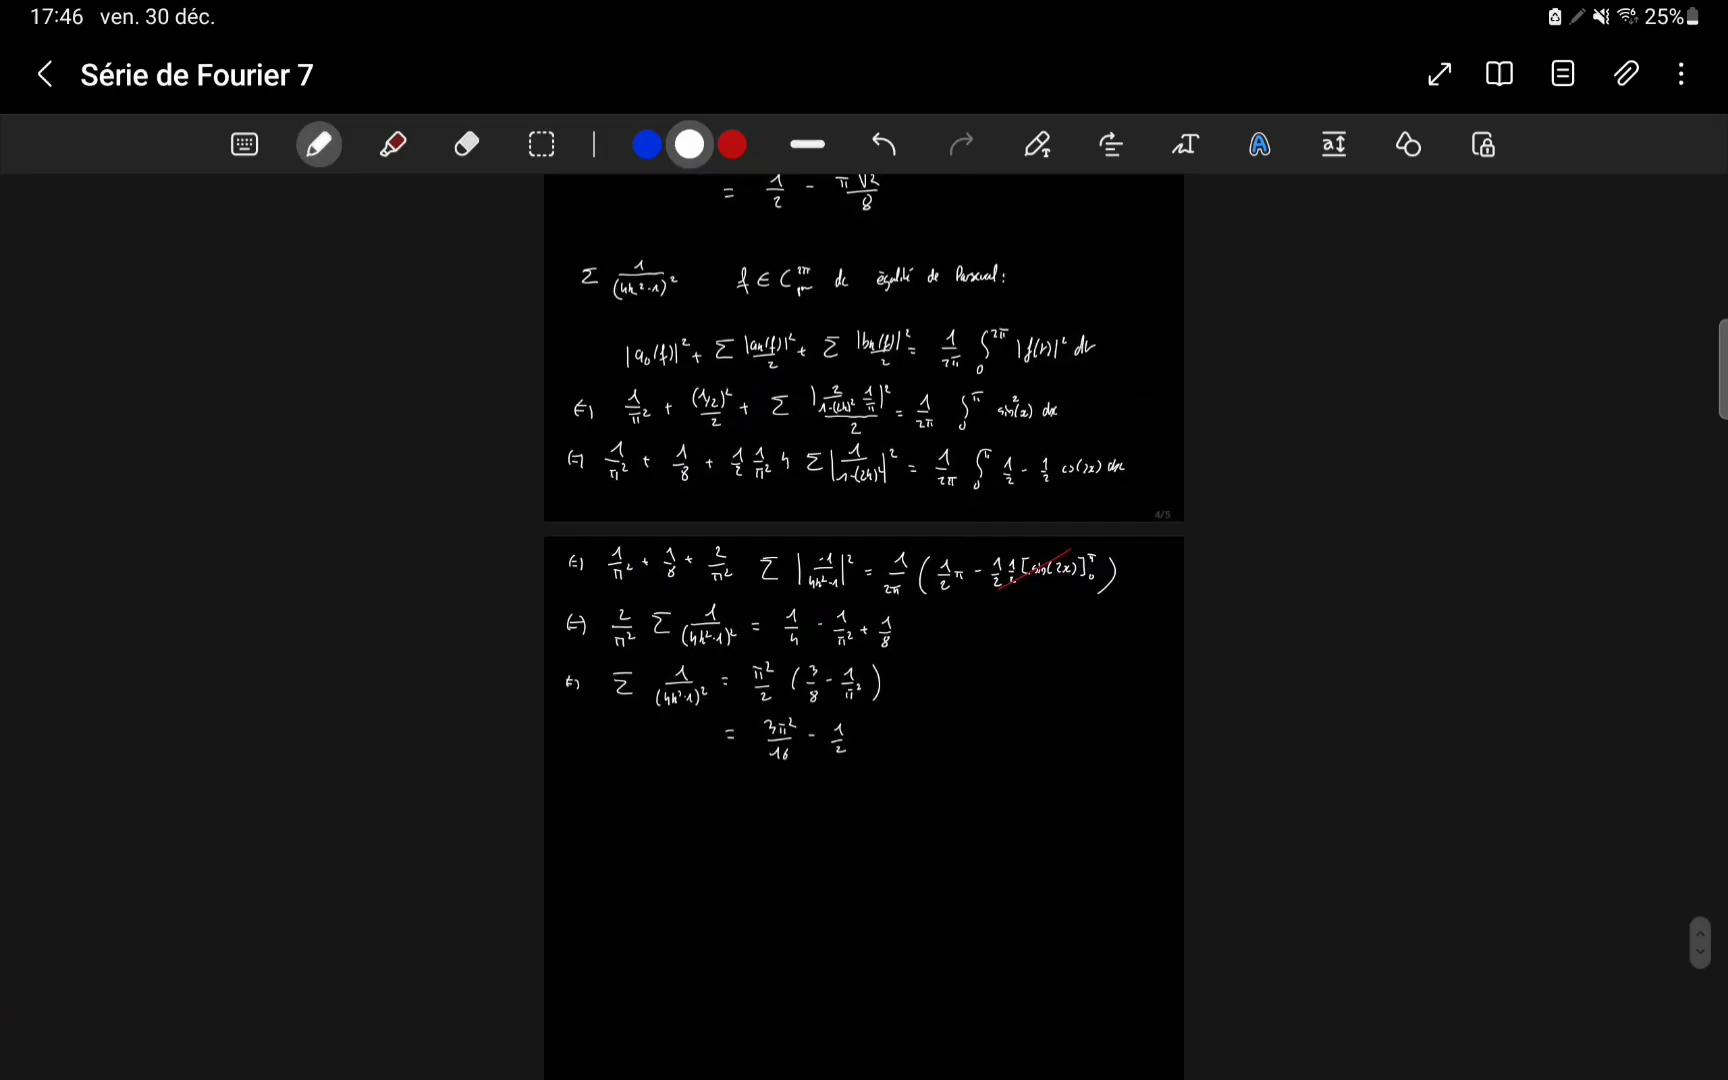 17:46 ven. 30 déc. 25%
Série de Fourier 7
= 1/2 - π√2/8
Σ 1/(4k²-1)² f ∈ C_pm^2π dc égalité de Parseval :
|a₀(f)|² + Σ |an(f)|²/2 + Σ |bn(f)|²/2 = 1/2π ∫₀^2π |f(t)|² dt
(=) 1/π² + (1/2)²/2 + Σ |2/(1-(2k)²) 1/π|²/2 = 1/2π ∫₀^π sin²(x) dx
(=) 1/π² + 1/8 + 1/2 1/π² 4 Σ |1/(1-(2k)²)|² = 1/2π ∫₀^π 1/2 - 1/2 cos(2x) dx
4/5
(=) 1/π² + 1/8 + 2/π² Σ |-1/(4k²-1)|² = 1/2π (1/2 π - 1/2 1/2 [sin(2x)]₀^π)
(=) 2/π² Σ 1/(4k²-1)² = 1/4 - 1/π² + 1/8
(=) Σ 1/(4k²-1)² = π²/2 (3/8 - 1/π²)
= 3π²/16 - 1/2